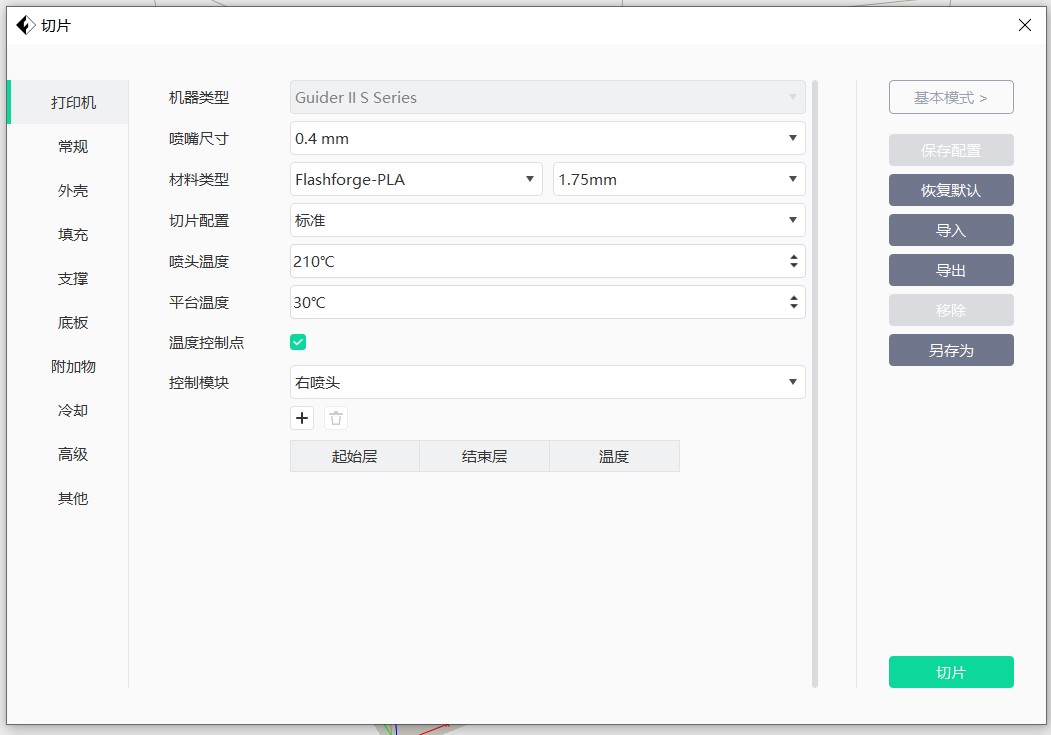 切片
打印机
常规
外壳
填充
支撑
底板
附加物
冷却
高级
其他
机器类型 Guider II S Series
喷嘴尺寸 0.4 mm
材料类型 Flashforge-PLA 1.75mm
切片配置 标准
喷头温度 210℃
平台温度 30℃
温度控制点
控制模块 右喷头
起始层 结束层 温度
基本模式 >
保存配置
恢复默认
导入
导出
移除
另存为
切片